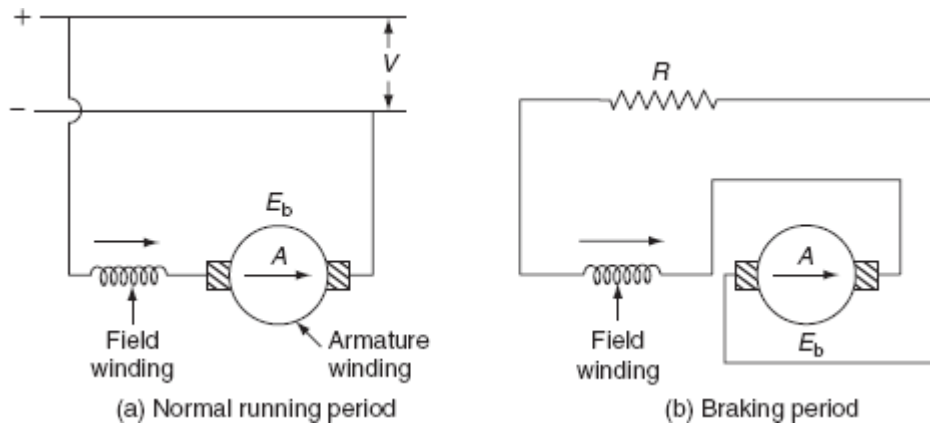 +
V
−
E_b
A
Field
winding
Armature
winding
(a) Normal running period
R
A
E_b
Field
winding
(b) Braking period